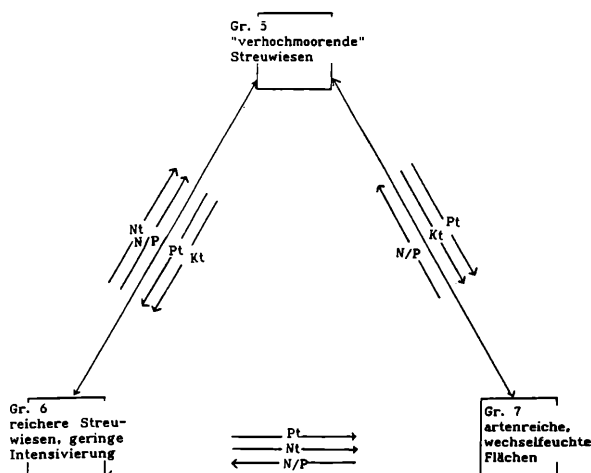 Gr. 5
"verhochmoorende"
Streuwiesen
Nt
N/P
Pt
Kt
Pt
Kt
N/P
Gr. 6
reichere Streu-
wiesen, geringe
Intensivierung
Pt
Nt
N/P
Gr. 7
artenreiche,
wechselfeuchte
Flächen